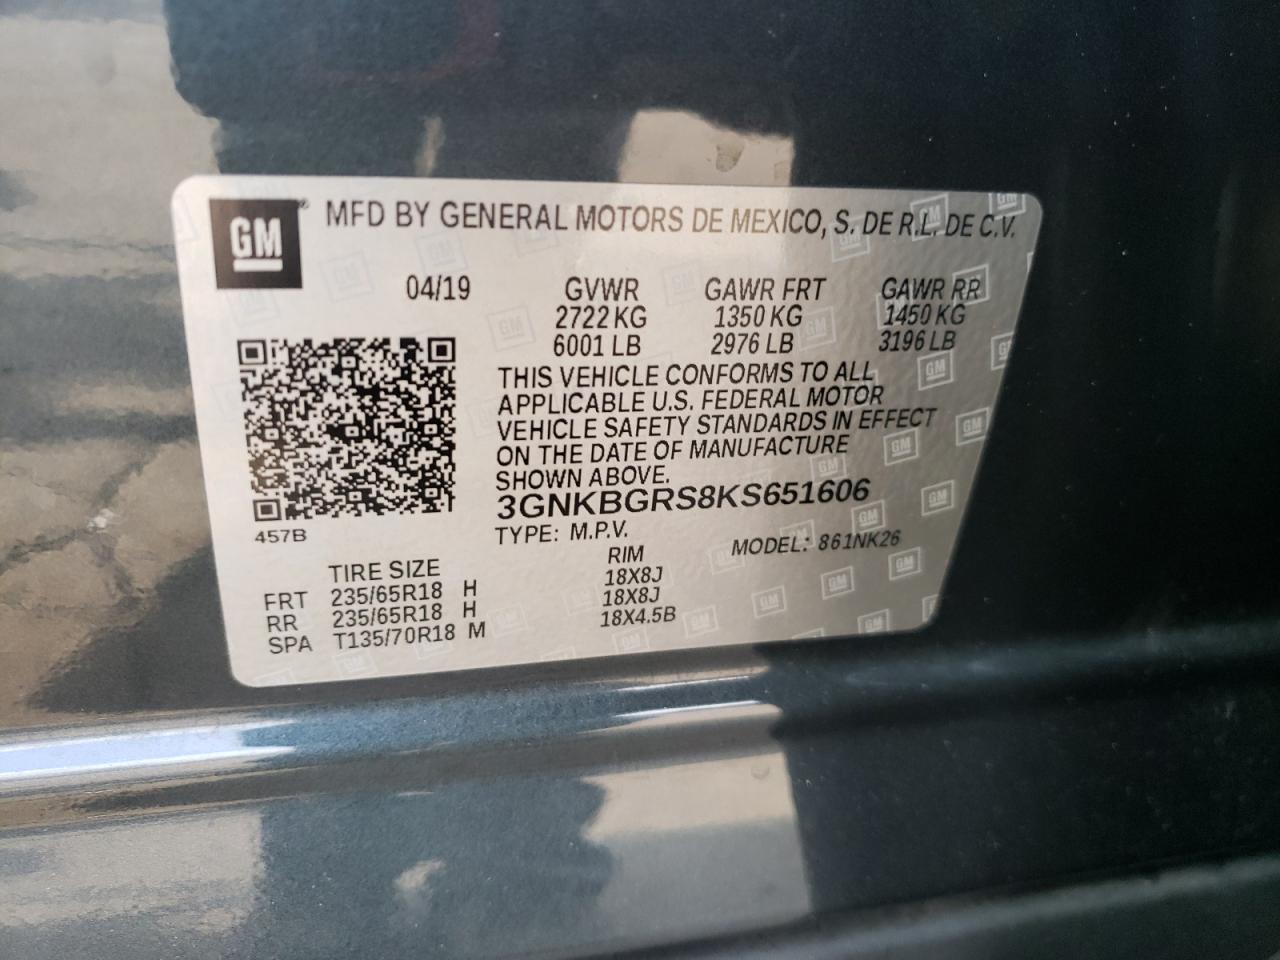 GM® MFD BY GENERAL MOTORS DE MEXICO, S. DE R.L. DE C.V.
04/19 GVWR GAWR FRT GAWR RR
2722 KG 1350 KG 1450 KG
6001 LB 2976 LB 3196 LB
THIS VEHICLE CONFORMS TO ALL
APPLICABLE U.S. FEDERAL MOTOR
VEHICLE SAFETY STANDARDS IN EFFECT
ON THE DATE OF MANUFACTURE
SHOWN ABOVE.
3GNKBGRS8KS651606
457B
TYPE: M.P.V. MODEL: 861NK26
TIRE SIZE RIM
FRT 235/65R18 H 18X8J
RR 235/65R18 H 18X8J
SPA T135/70R18 M 18X4.5B